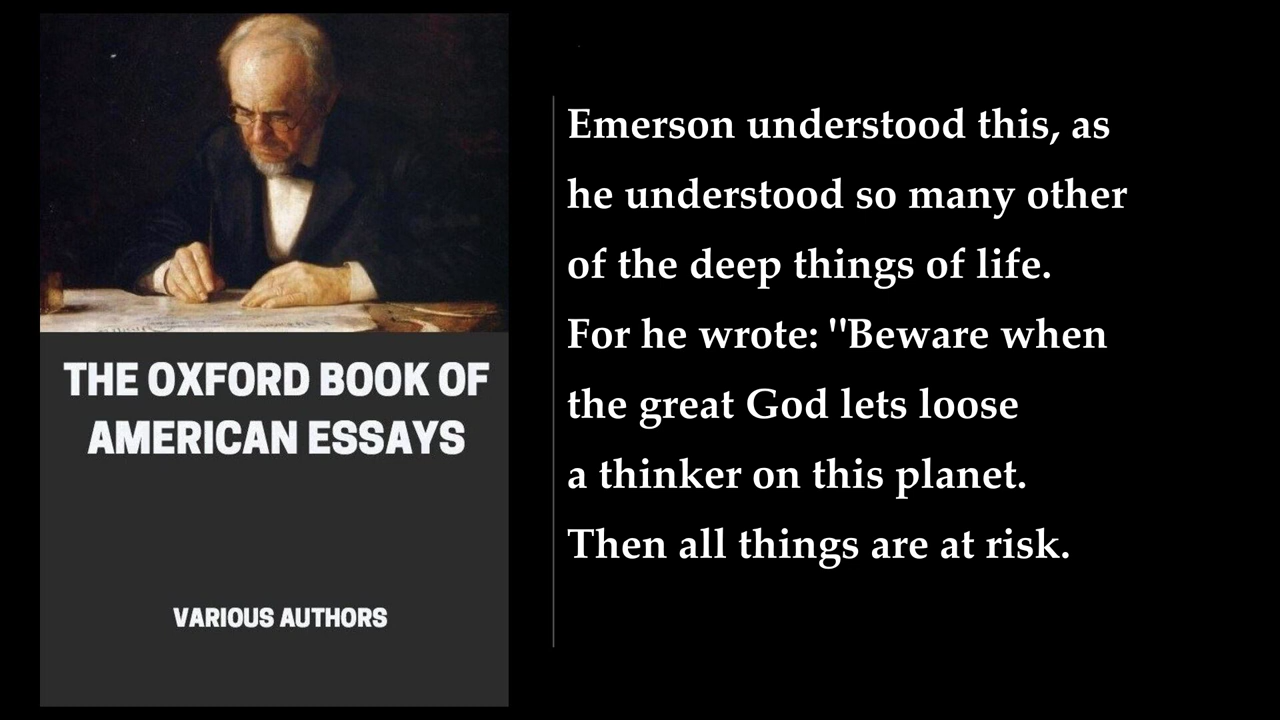 THE OXFORD BOOK OF
AMERICAN ESSAYS
VARIOUS AUTHORS
Emerson understood this, as
he understood so many other
of the deep things of life.
For he wrote: "Beware when
the great God lets loose
a thinker on this planet.
Then all things are at risk.